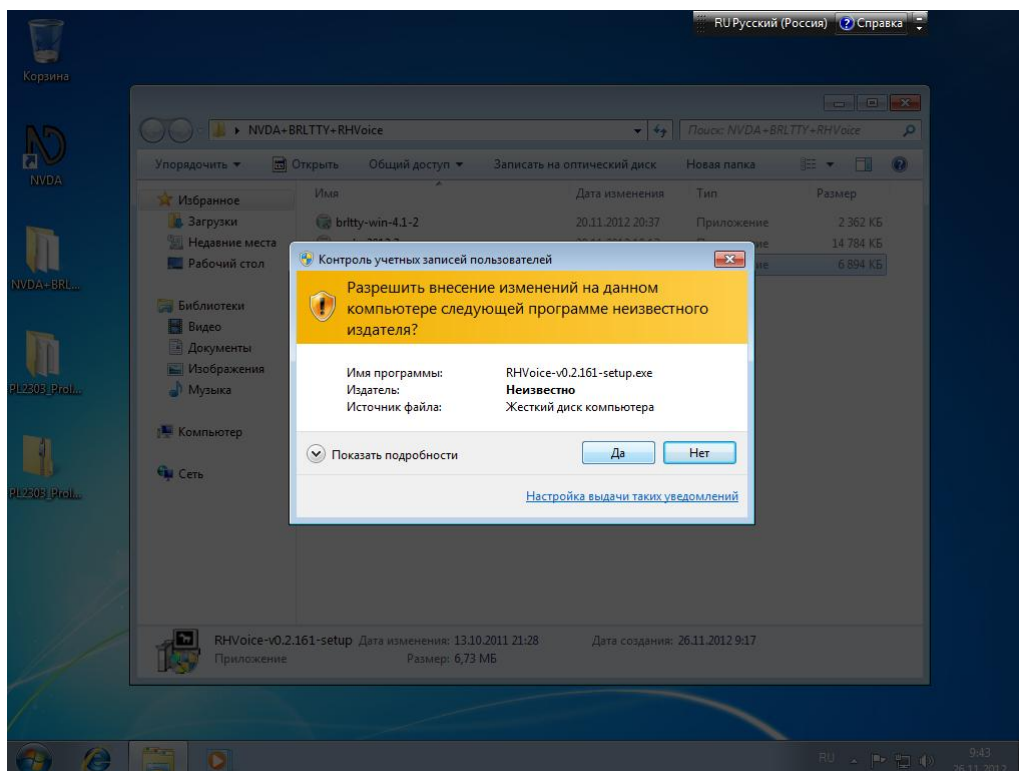 RU Русский (Россия) Справка
Корзина
NVDA
NVDA+BRL...
PL2303_Proli...
PL2303_Proli...
NVDA+BRLTTY+RHVoice
Поиск: NVDA+BRLTTY+RHVoice
Упорядочить Открыть Общий доступ Записать на оптический диск Новая папка
Имя Дата изменения Тип Размер
Избранное
Загрузки
Недавние места
Рабочий стол
Библиотеки
Видео
Документы
Изображения
Музыка
Компьютер
Сеть
brltty-win-4.1-2 20.11.2012 20:37 Приложение 2 362 КБ
14 784 КБ
6 894 КБ
Контроль учетных записей пользователей
Разрешить внесение изменений на данном
компьютере следующей программе неизвестного
издателя?
Имя программы: RHVoice-v0.2.161-setup.exe
Издатель: Неизвестно
Источник файла: Жесткий диск компьютера
Показать подробности Да Нет
Настройка выдачи таких уведомлений
RHVoice-v0.2.161-setup Дата изменения: 13.10.2011 21:28 Дата создания: 26.11.2012 9:17
Приложение Размер: 6,73 МБ
RU 9:43
26.11.2012